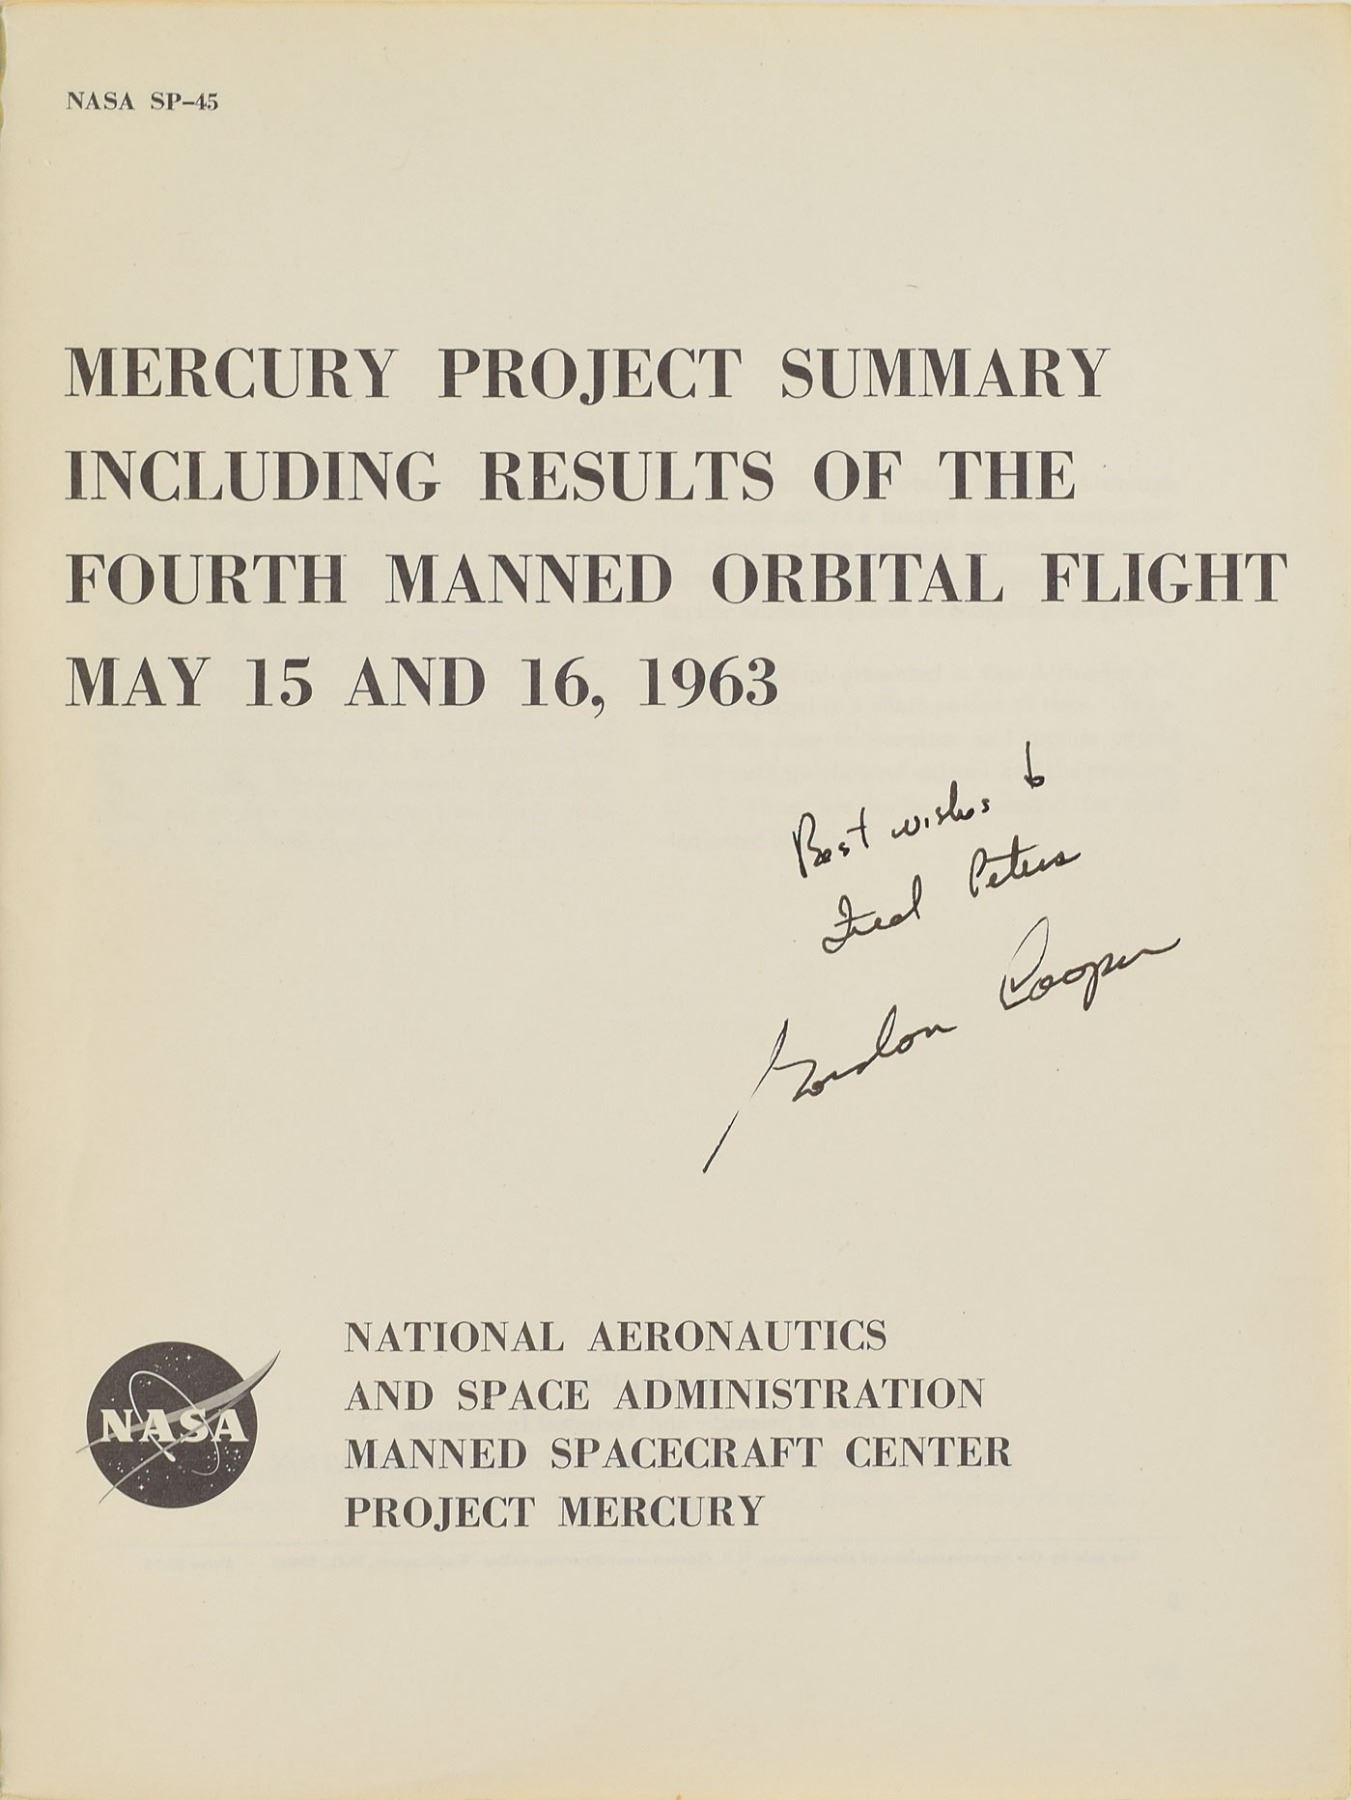 NASA SP-45
MERCURY PROJECT SUMMARY
INCLUDING RESULTS OF THE
FOURTH MANNED ORBITAL FLIGHT
MAY 15 AND 16, 1963
Best wishes to
Fred Peters
Gordon Cooper
NATIONAL AERONAUTICS
AND SPACE ADMINISTRATION
NASA
MANNED SPACECRAFT CENTER
PROJECT MERCURY